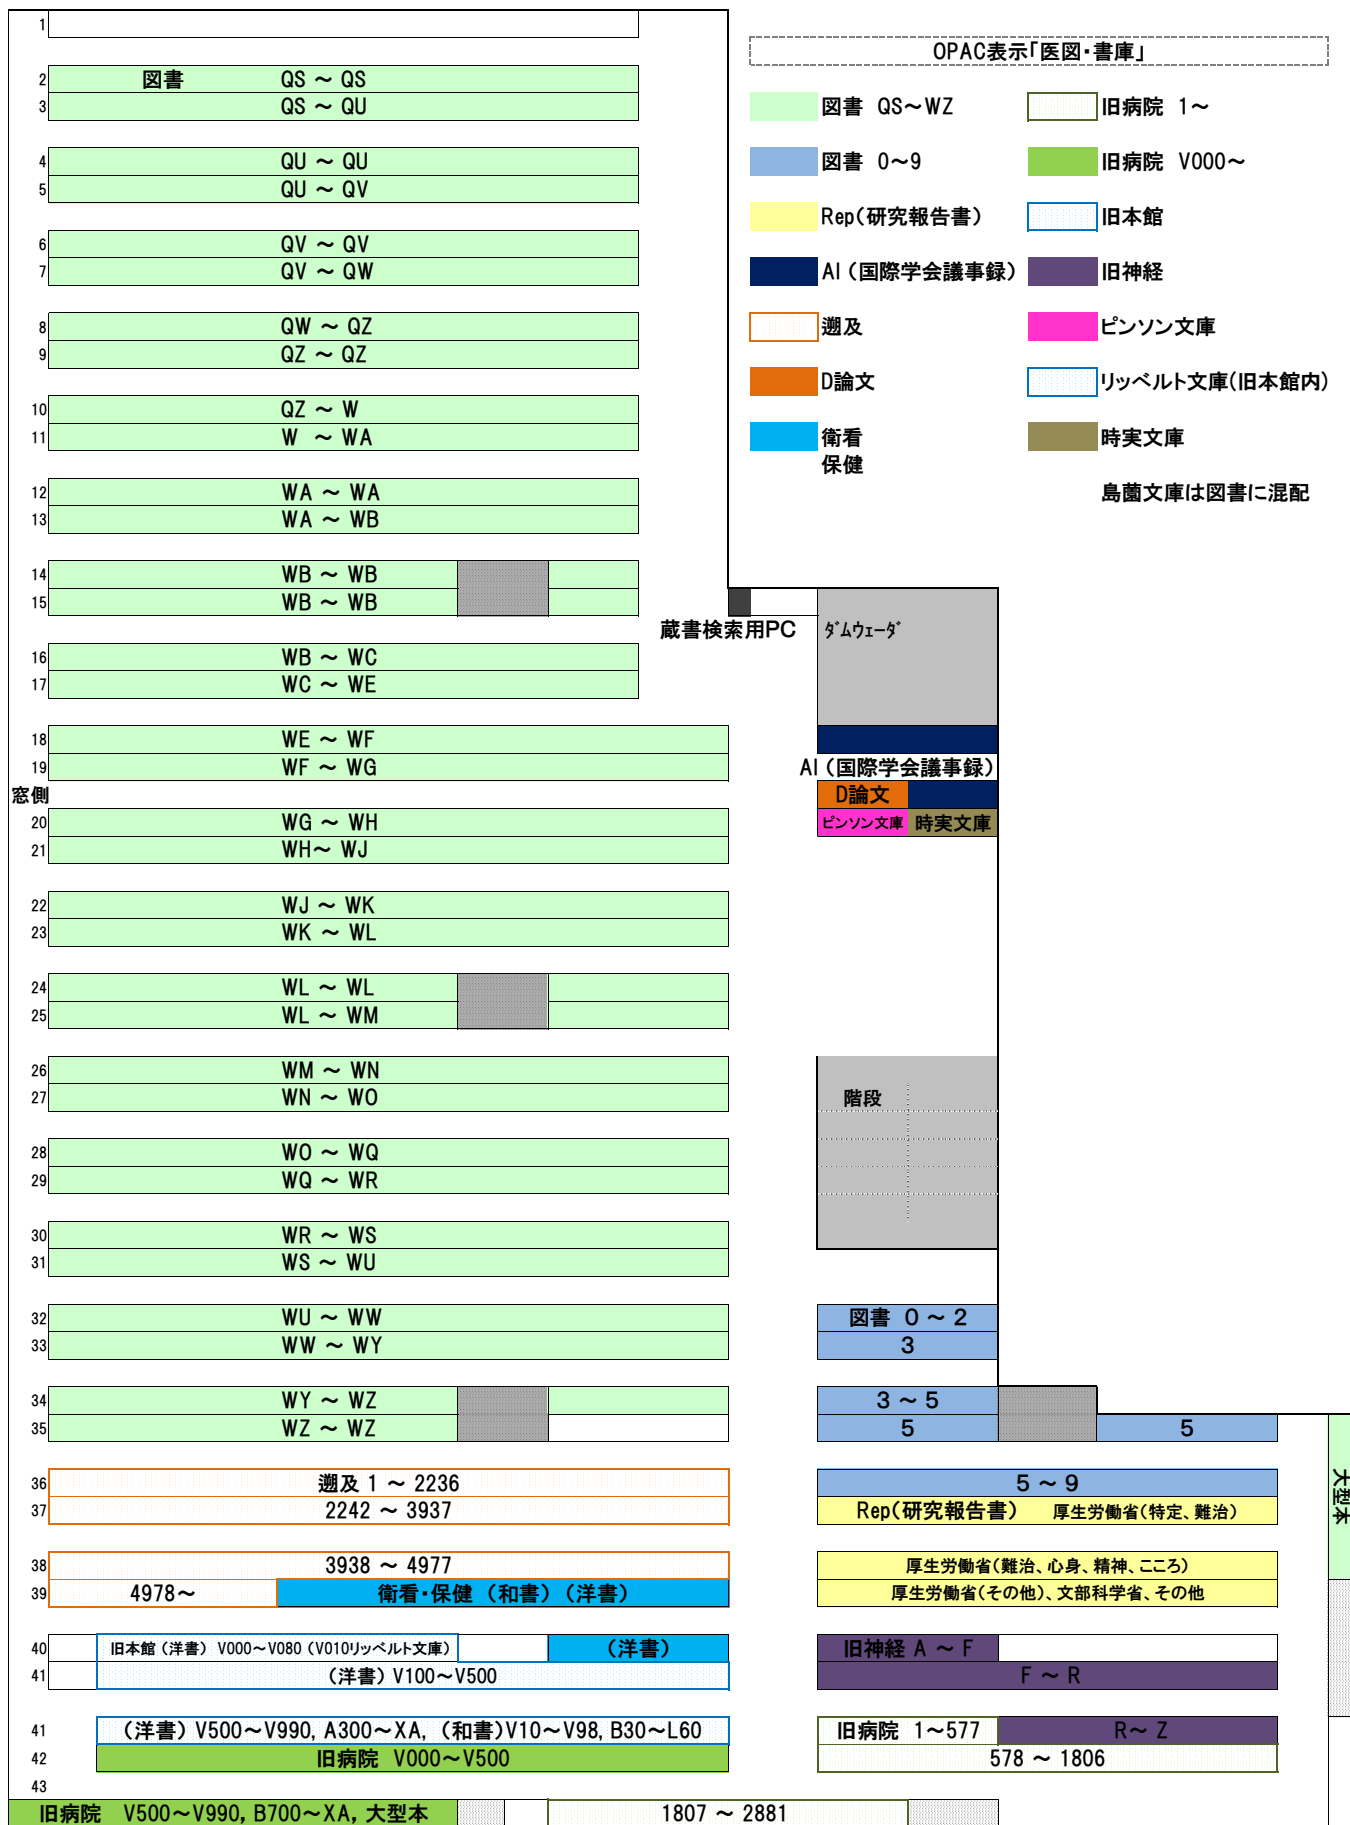 1
OPAC表示「医図・書庫」
2 図書 QS ～ QS
3 QS ～ QU
図書 QS～WZ 旧病院 1～
4 QU ～ QU
5 QU ～ QV
図書 0～9 旧病院 V000～
6 QV ～ QV
7 QV ～ QW
Rep（研究報告書） 旧本館
AI（国際学会議事録） 旧神経
8 QW ～ QZ
9 QZ ～ QZ
遡及 ピンソン文庫
D論文 リッベルト文庫（旧本館内）
10 QZ ～ W
11 W ～ WA
衛看 時実文庫
保健
12 WA ～ WA
13 WA ～ WB
島薗文庫は図書に混配
14 WB ～ WB
15 WB ～ WB
蔵書検索用PC ﾀﾞﾑｳｪｰﾀﾞ
16 WB ～ WC
17 WC ～ WE
18 WE ～ WF
19 WF ～ WG AI（国際学会議事録）
窓側 D論文
20 WG ～ WH ピンソン文庫 時実文庫
21 WH～ WJ
22 WJ ～ WK
23 WK ～ WL
24 WL ～ WL
25 WL ～ WM
26 WM ～ WN
27 WN ～ WO 階段
28 WO ～ WQ
29 WQ ～ WR
30 WR ～ WS
31 WS ～ WU
32 WU ～ WW 図書 0 ～ 2
33 WW ～ WY 3
34 WY ～ WZ 3 ～ 5
35 WZ ～ WZ 5 5
大型本
36 遡及 1 ～ 2236 5 ～ 9
37 2242 ～ 3937 Rep（研究報告書） 厚生労働省（特定、難治）
38 3938 ～ 4977 厚生労働省（難治、心身、精神、こころ）
39 4978～ 衛看・保健 （和書）（洋書） 厚生労働省（その他）、文部科学省、その他
40 旧本館（洋書） V000～V080（V010リッベルト文庫） （洋書） 旧神経 A ～ F
41 （洋書）V100～V500 F ～ R
41 （洋書）V500～V990, A300～XA, （和書）V10～V98, B30～L60 旧病院 1～577 R～ Z
42 旧病院 V000～V500 578 ～ 1806
43
旧病院 V500～V990, B700～XA, 大型本 1807 ～ 2881